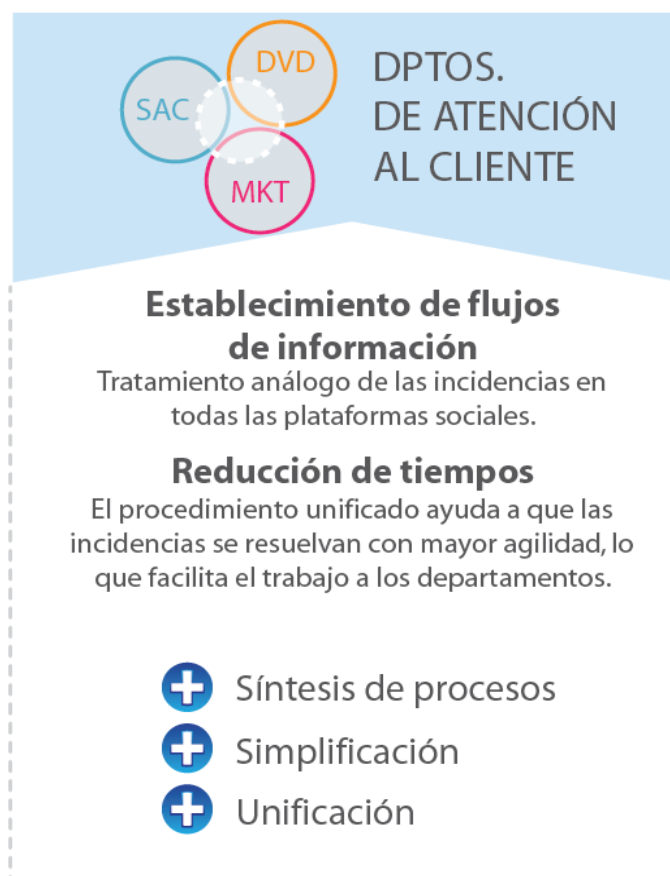 DVD
SAC
MKT
DPTOS.
DE ATENCIÓN
AL CLIENTE
Establecimiento de flujos
de información
Tratamiento análogo de las incidencias en
todas las plataformas sociales.
Reducción de tiempos
El procedimiento unificado ayuda a que las
incidencias se resuelvan con mayor agilidad, lo
que facilita el trabajo a los departamentos.
Síntesis de procesos
Simplificación
Unificación